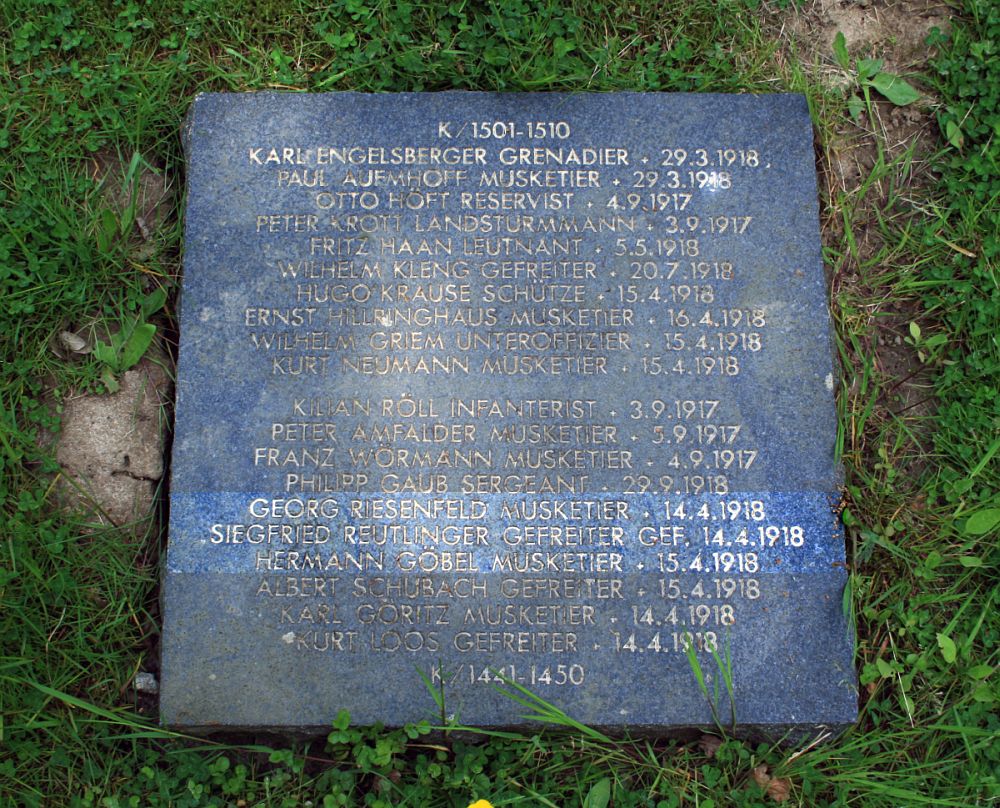 K/1501-1510
KARL ENGELSBERGER GRENADIER + 29.3.1918
PAUL AUFMHOFF MUSKETIER + 29.3.1918
OTTO HÖFT RESERVIST + 4.9.1917
PETER KROTT LANDSTURMMANN + 3.9.1917
FRITZ HAAN LEUTNANT + 5.5.1918
WILHELM KLENG GEFREITER + 20.7.1918
HUGO KRAUSE SCHÜTZE + 15.4.1918
ERNST HILLRINGHAUS MUSKETIER + 16.4.1918
WILHELM GRIEM UNTEROFFIZIER + 15.4.1918
KURT NEUMANN MUSKETIER + 15.4.1918
KILIAN RÖLL INFANTERIST + 3.9.1917
PETER AMFALDER MUSKETIER + 5.9.1917
FRANZ WÖRMANN MUSKETIER + 4.9.1917
PHILIPP GAUB SERGEANT + 29.9.1918
GEORG RIESENFELD MUSKETIER + 14.4.1918
SIEGFRIED REUTLINGER GEFREITER GEF. 14.4.1918
HERMANN GÖBEL MUSKETIER + 15.4.1918
ALBERT SCHUBACH GEFREITER + 15.4.1918
KARL GÖRITZ MUSKETIER + 14.4.1918
KURT LOOS GEFREITER + 14.4.1918
K/1441-1450